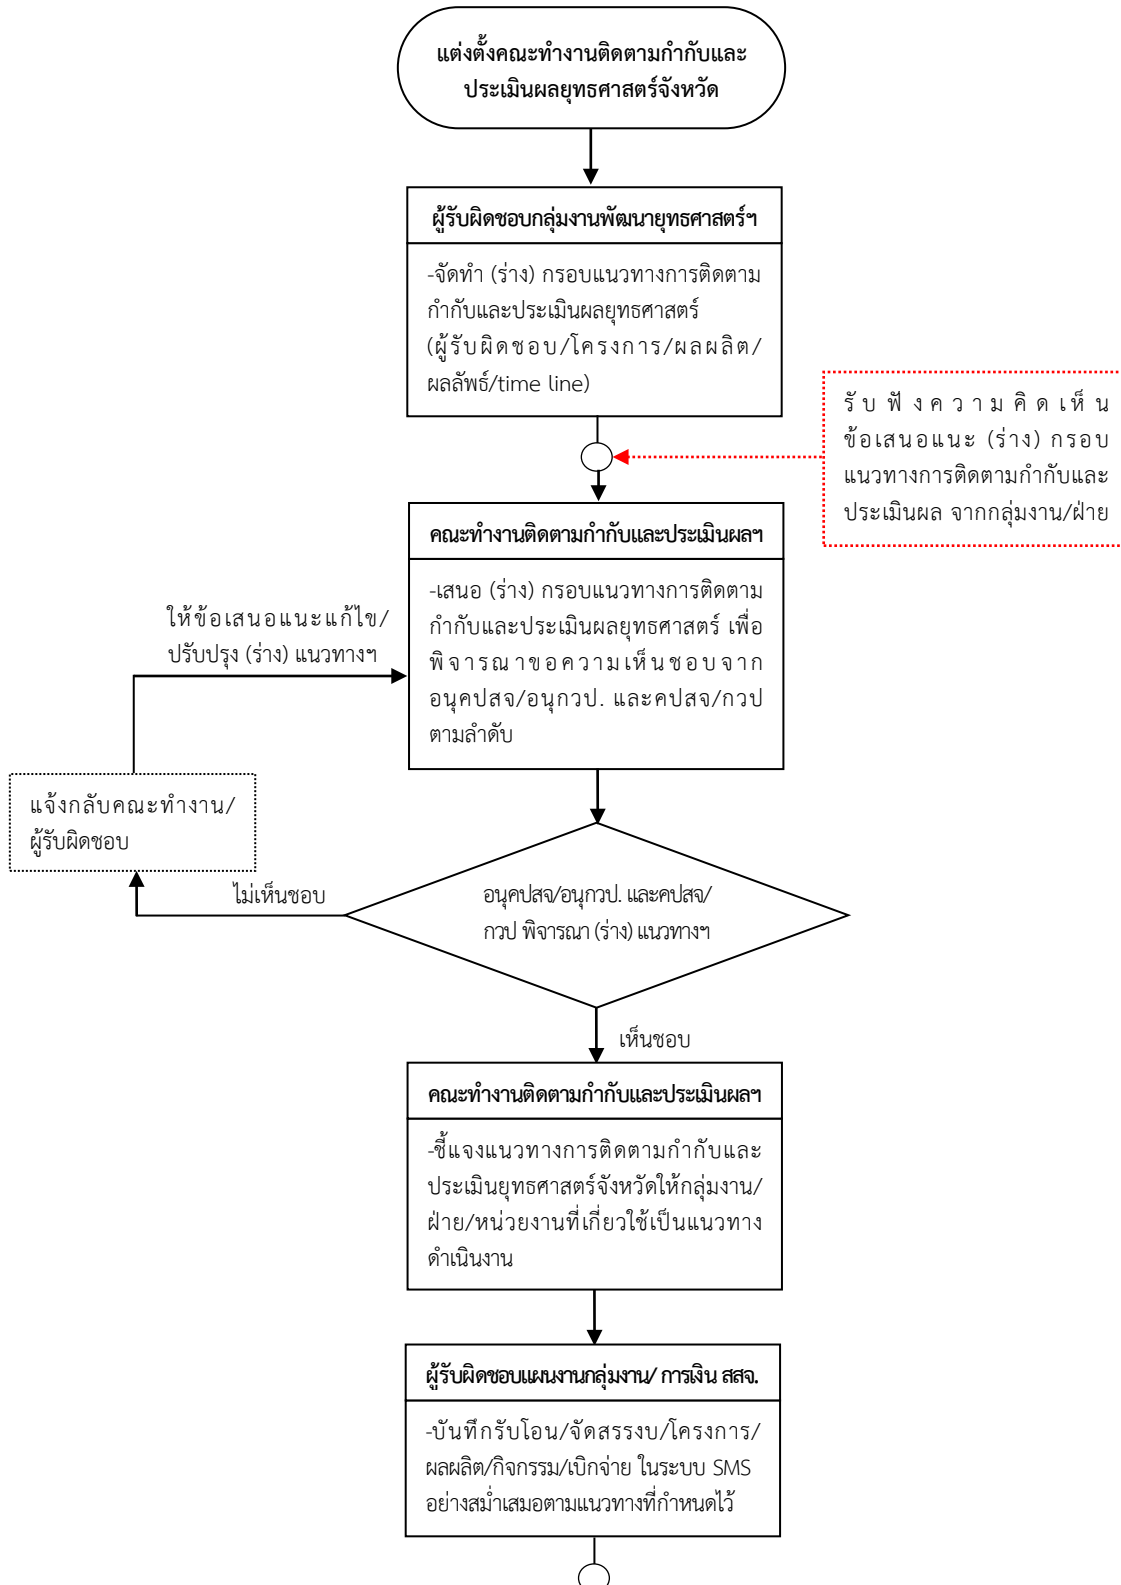 แต่งตั้งคณะทำงานติดตามกำกับและ
ประเมินผลยุทธศาสตร์จังหวัด
ผู้รับผิดชอบกลุ่มงานพัฒนายุทธศาสตร์ฯ
-จัดทำ (ร่าง) กรอบแนวทางการติดตาม
กำกับและประเมินผลยุทธศาสตร์
(ผู้รับผิดชอบ/โครงการ/ผลผลิต/
ผลลัพธ์/time line)
รับฟังความคิดเห็น
ข้อเสนอแนะ (ร่าง) กรอบ
แนวทางการติดตามกำกับและ
ประเมินผล จากกลุ่มงาน/ฝ่าย
คณะทำงานติดตามกำกับและประเมินผลฯ
-เสนอ (ร่าง) กรอบแนวทางการติดตาม
กำกับและประเมินผลยุทธศาสตร์ เพื่อ
พิจารณาขอความเห็นชอบจาก
อนุคปสจ/อนุกวป. และคปสจ/กวป
ตามลำดับ
ให้ข้อเสนอแนะแก้ไข/
ปรับปรุง (ร่าง) แนวทางฯ
แจ้งกลับคณะทำงาน/
ผู้รับผิดชอบ
ไม่เห็นชอบ
อนุคปสจ/อนุกวป. และคปสจ/
กวป พิจารณา (ร่าง) แนวทางฯ
เห็นชอบ
คณะทำงานติดตามกำกับและประเมินผลฯ
-ชี้แจงแนวทางการติดตามกำกับและ
ประเมินยุทธศาสตร์จังหวัดให้กลุ่มงาน/
ฝ่าย/หน่วยงานที่เกี่ยวใช้เป็นแนวทาง
ดำเนินงาน
ผู้รับผิดชอบแผนงานกลุ่มงาน/ การเงิน สสจ.
-บันทึกรับโอน/จัดสรรงบ/โครงการ/
ผลผลิต/กิจกรรม/เบิกจ่าย ในระบบ SMS
อย่างสม่ำเสมอตามแนวทางที่กำหนดไว้